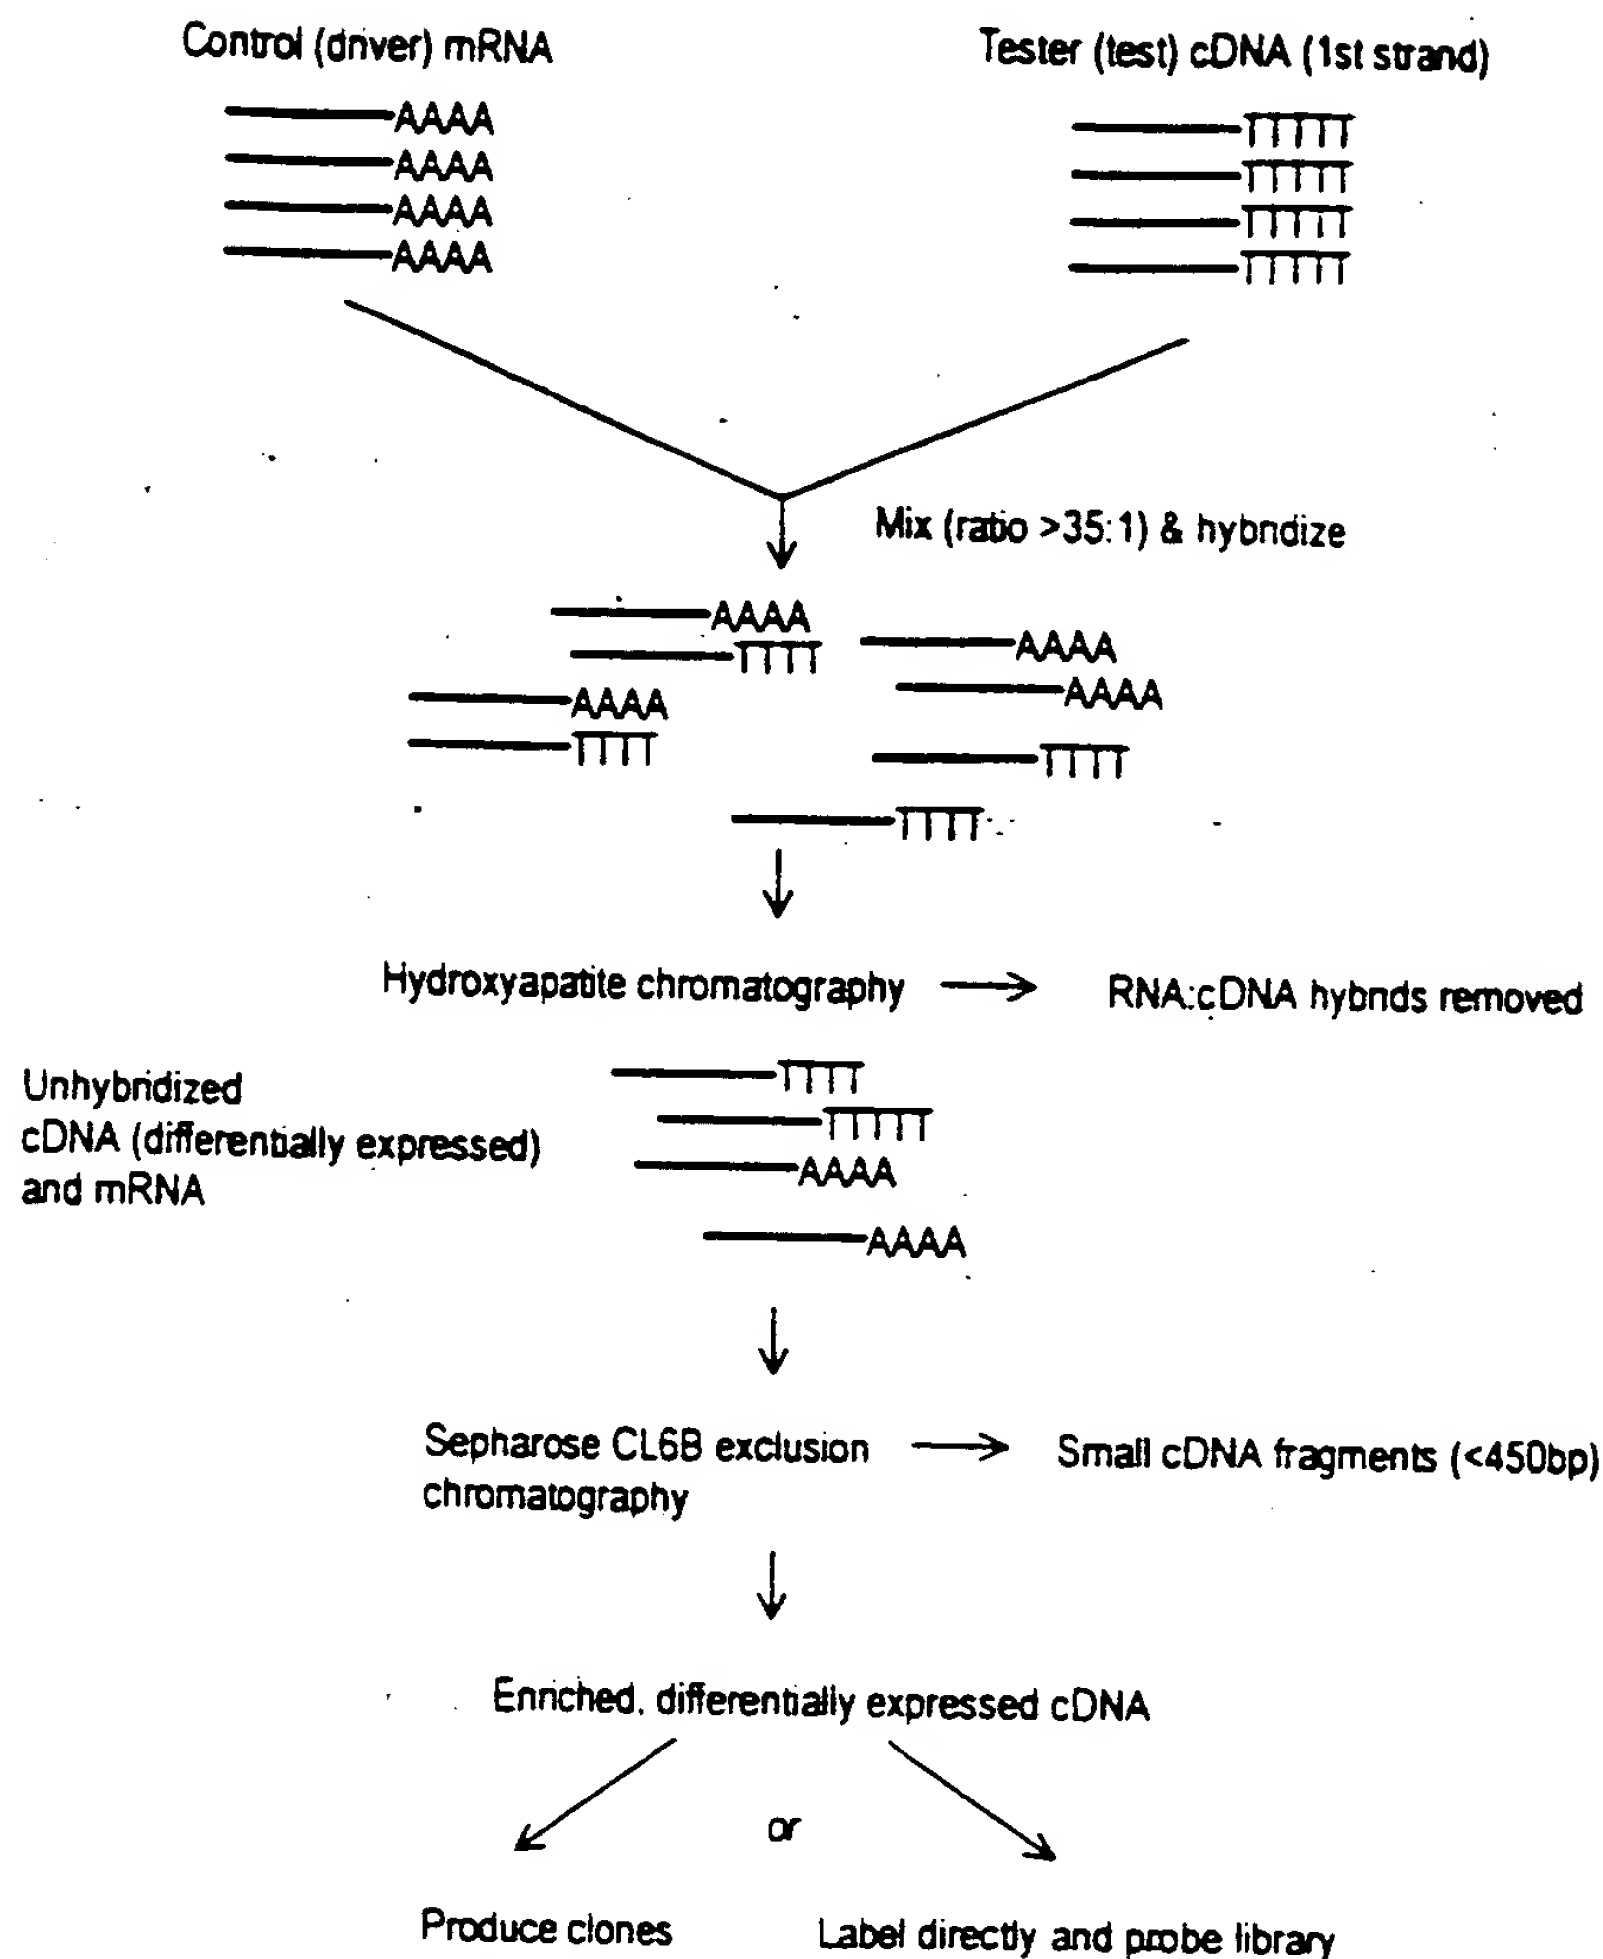 Control (driver) mRNA
Tester (test) cDNA (1st strand)
AAAA
TTTTT
AAAA
TTTTT
AAAA
TTTTT
AAAA
TTTTT
Mix (ratio >35:1) & hybridize
AAAA
TTTT
AAAA
AAAA
AAAA
TTTT
TTTT
TTTT
Hydroxyapatite chromatography
RNA:cDNA hybrids removed
Unhybridized
cDNA (differentially expressed)
and mRNA
TTTT
TTTTT
AAAA
AAAA
Sepharose CL6B exclusion
chromatography
Small cDNA fragments (<450bp)
Enriched, differentially expressed cDNA
or
Produce clones
Label directly and probe library